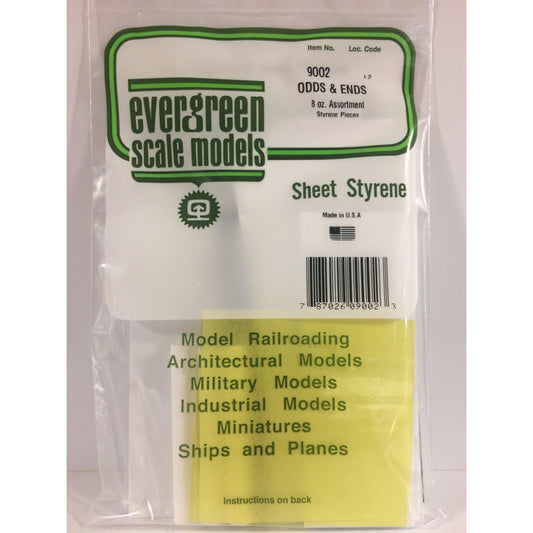 Item No. Loc. Code
9002 17
ODDS & ENDS
8 oz. Assortment
Styrene Pieces
evergreen
scale models
Sheet Styrene
Made in U.S.A
7 87026 09002 3
Model Railroading
Architectural Models
Military Models
Industrial Models
Miniatures
Ships and Planes
Instructions on back